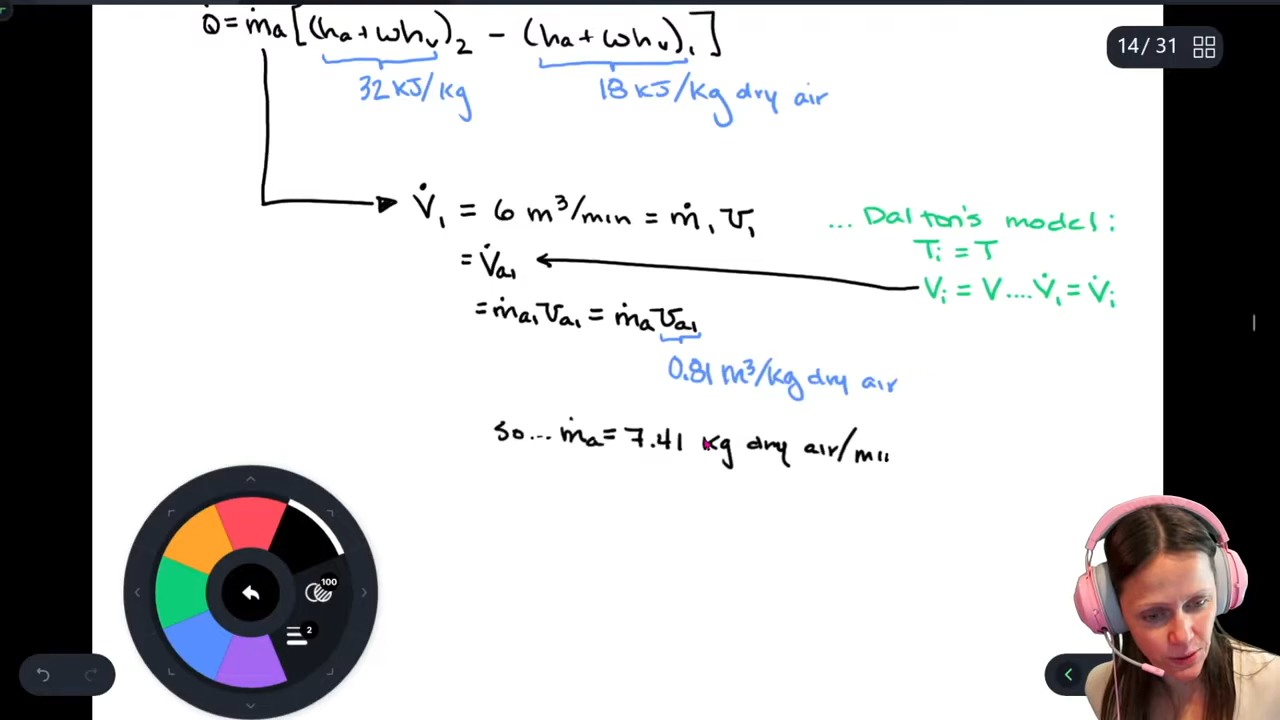 Q̇ = ṁa [(ha + ωhv)₂ − (ha + ωhv)₁]
32 kJ/kg 18 kJ/kg dry air
14 / 31
V̇₁ = 6 m³/min = ṁ₁ v₁
= V̇a₁
= ṁa₁ va₁ = ṁa va₁
0.81 m³/kg dry air
... Dalton's model:
Ti = T
Vi = V .... V̇₁ = V̇i
so... ṁa = 7.41 kg dry air/min
100
2